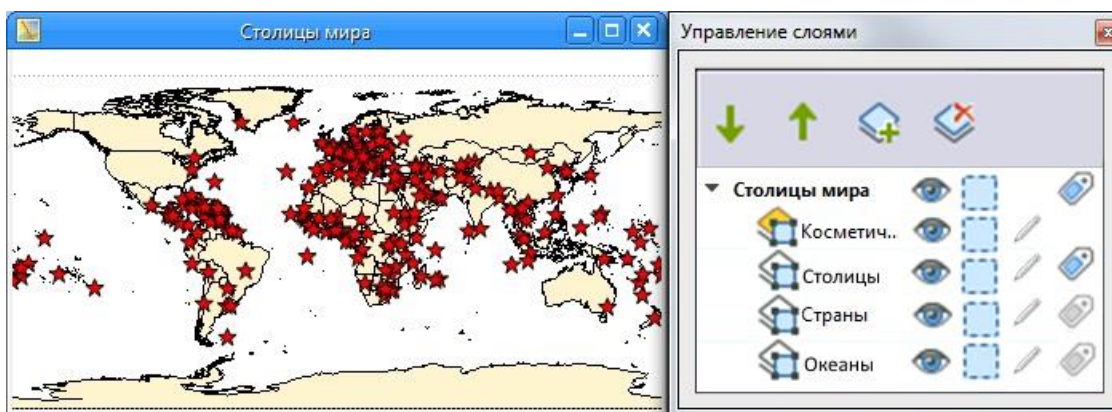 Столицы мира
Управление слоями
Столицы мира
Косметич..
Столицы
Страны
Океаны